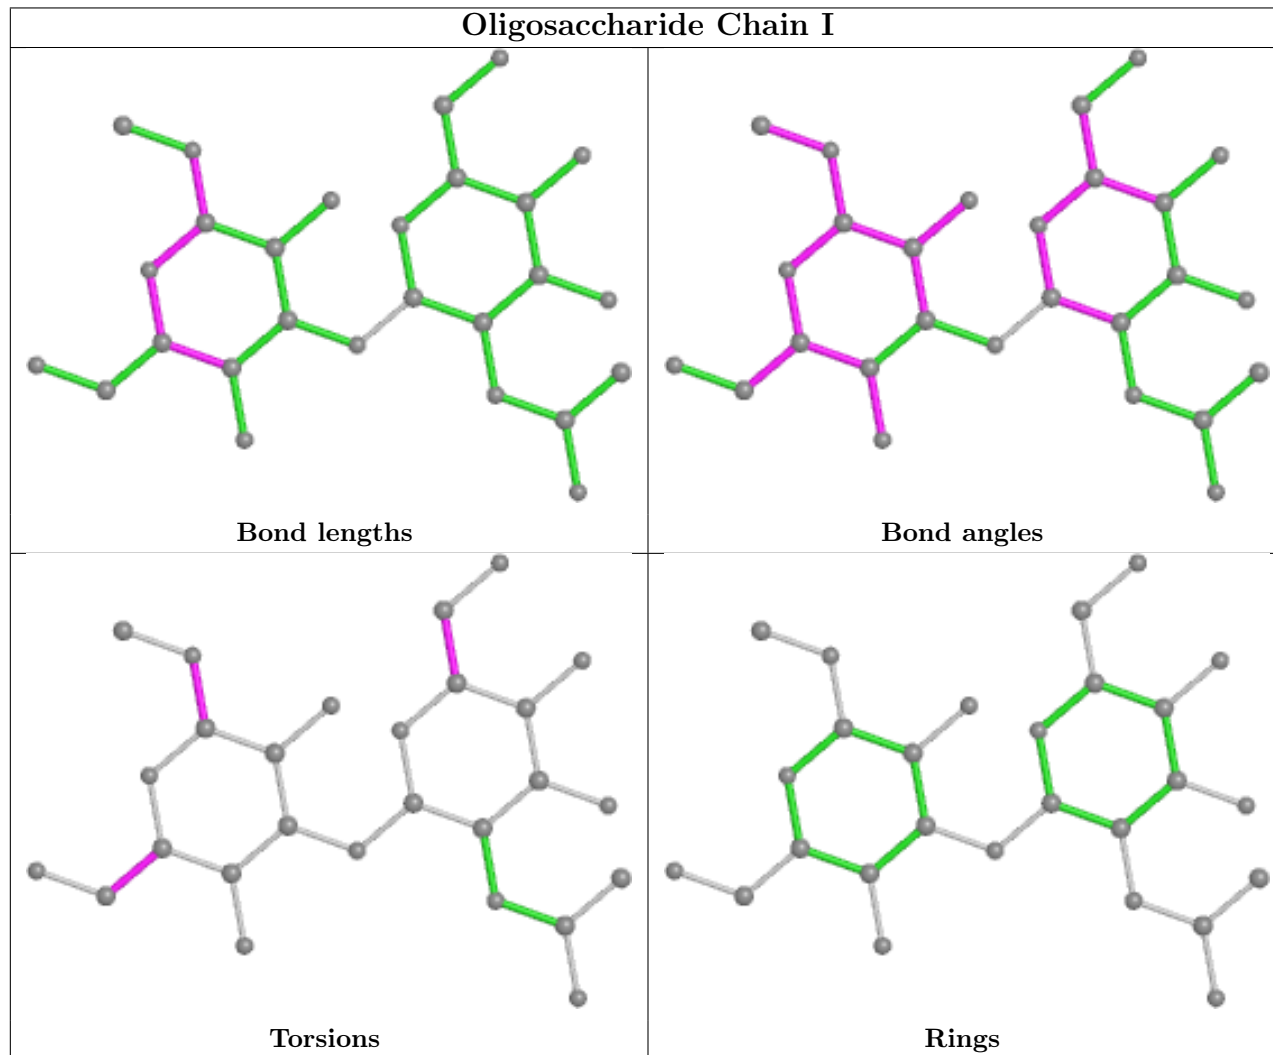 Oligosaccharide Chain I
Bond lengths
Bond angles
Torsions
Rings